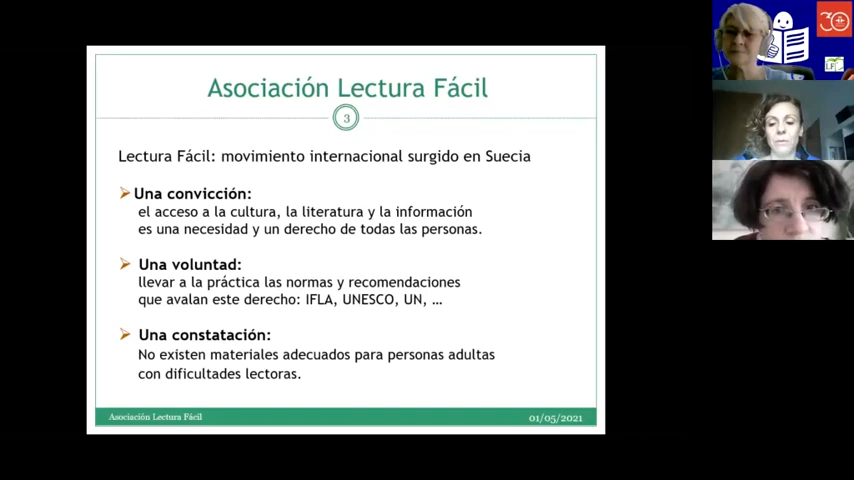 Asociación Lectura Fácil
3
Lectura Fácil: movimiento internacional surgido en Suecia
Una convicción:
el acceso a la cultura, la literatura y la información
es una necesidad y un derecho de todas las personas.
Una voluntad:
llevar a la práctica las normas y recomendaciones
que avalan este derecho: IFLA, UNESCO, UN, ...
Una constatación:
No existen materiales adecuados para personas adultas
con dificultades lectoras.
Asociación Lectura Fácil
01/05/2021
30
LF